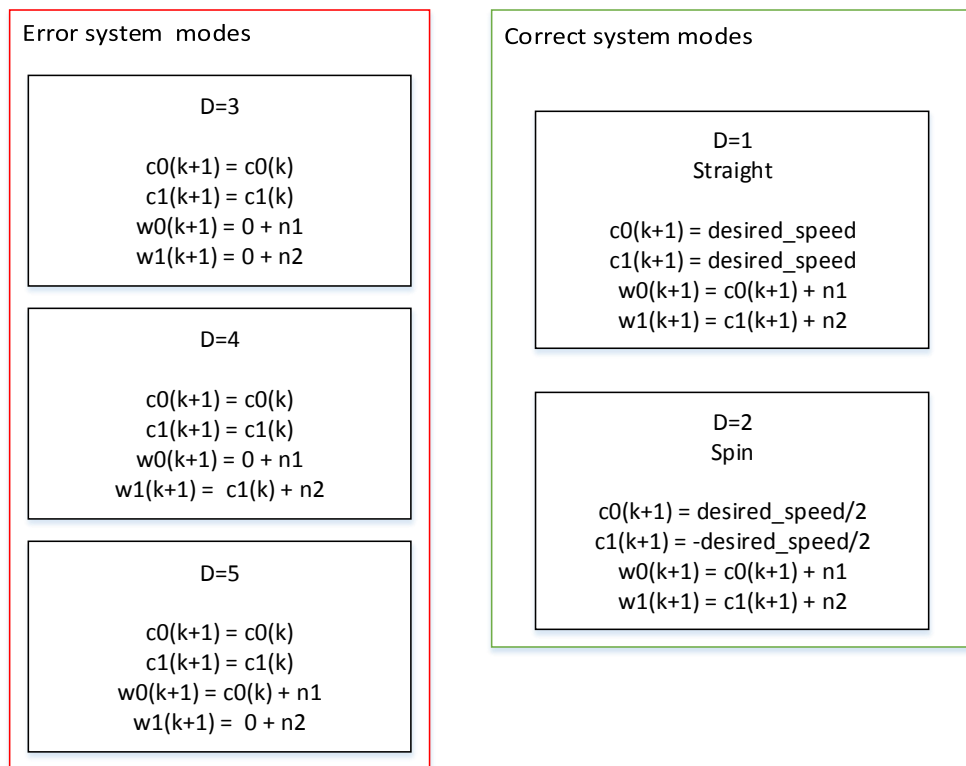 Error system modes
D=3
c0(k+1) = c0(k)
c1(k+1) = c1(k)
w0(k+1) = 0 + n1
w1(k+1) = 0 + n2
D=4
c0(k+1) = c0(k)
c1(k+1) = c1(k)
w0(k+1) = 0 + n1
w1(k+1) = c1(k) + n2
D=5
c0(k+1) = c0(k)
c1(k+1) = c1(k)
w0(k+1) = c0(k) + n1
w1(k+1) = 0 + n2
Correct system modes
D=1
Straight
c0(k+1) = desired_speed
c1(k+1) = desired_speed
w0(k+1) = c0(k+1) + n1
w1(k+1) = c1(k+1) + n2
D=2
Spin
c0(k+1) = desired_speed/2
c1(k+1) = -desired_speed/2
w0(k+1) = c0(k+1) + n1
w1(k+1) = c1(k+1) + n2